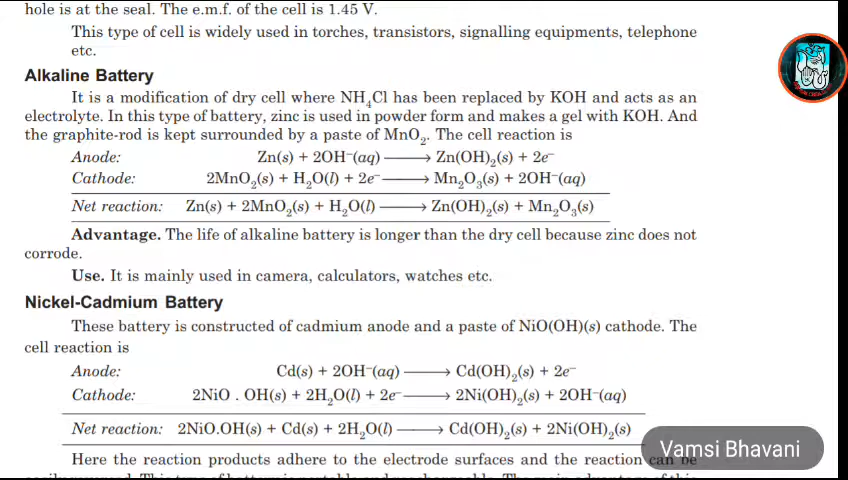 hole is at the seal. The e.m.f. of the cell is 1.45 V.
This type of cell is widely used in torches, transistors, signalling equipments, telephone
etc.
Alkaline Battery
It is a modification of dry cell where NH₄Cl has been replaced by KOH and acts as an
electrolyte. In this type of battery, zinc is used in powder form and makes a gel with KOH. And
the graphite-rod is kept surrounded by a paste of MnO₂. The cell reaction is
Anode: Zn(s) + 2OH⁻(aq) ⟶ Zn(OH)₂(s) + 2e⁻
Cathode: 2MnO₂(s) + H₂O(l) + 2e⁻ ⟶ Mn₂O₃(s) + 2OH⁻(aq)
Net reaction: Zn(s) + 2MnO₂(s) + H₂O(l) ⟶ Zn(OH)₂(s) + Mn₂O₃(s)
Advantage. The life of alkaline battery is longer than the dry cell because zinc does not
corrode.
Use. It is mainly used in camera, calculators, watches etc.
Nickel-Cadmium Battery
These battery is constructed of cadmium anode and a paste of NiO(OH)(s) cathode. The
cell reaction is
Anode: Cd(s) + 2OH⁻(aq) ⟶ Cd(OH)₂(s) + 2e⁻
Cathode: 2NiO . OH(s) + 2H₂O(l) + 2e⁻ ⟶ 2Ni(OH)₂(s) + 2OH⁻(aq)
Net reaction: 2NiO.OH(s) + Cd(s) + 2H₂O(l) ⟶ Cd(OH)₂(s) + 2Ni(OH)₂(s)
Vamsi Bhavani
Here the reaction products adhere to the electrode surfaces and the reaction can be